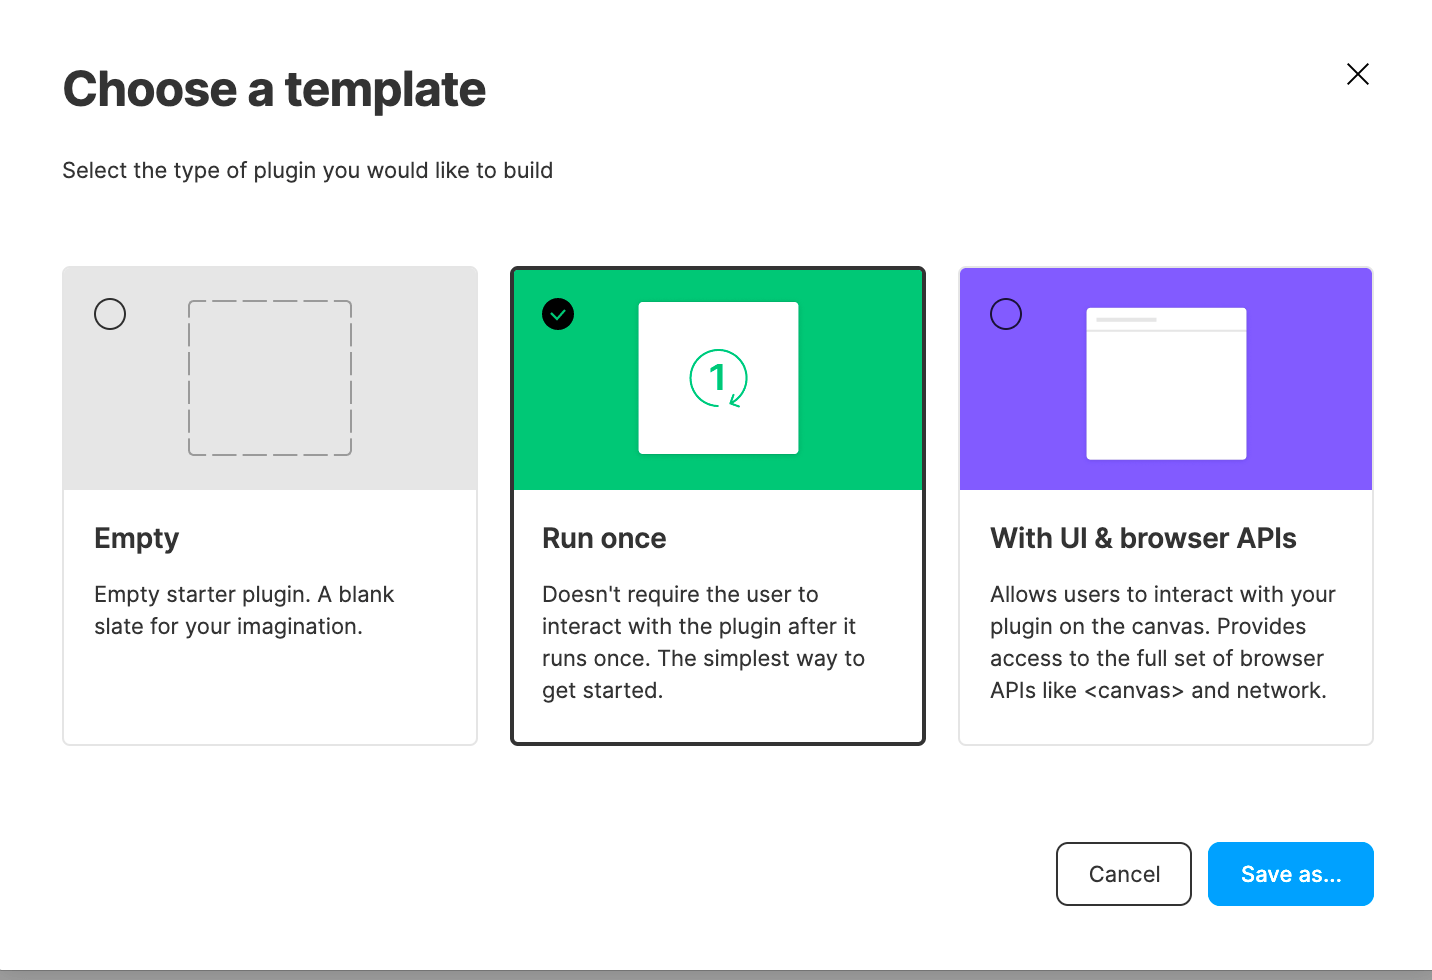 Choose a template
Select the type of plugin you would like to build
1
Empty
Empty starter plugin. A blank
slate for your imagination.
Run once
Doesn't require the user to
interact with the plugin after it
runs once. The simplest way to
get started.
With UI & browser APIs
Allows users to interact with your
plugin on the canvas. Provides
access to the full set of browser
APIs like <canvas> and network.
Cancel
Save as...